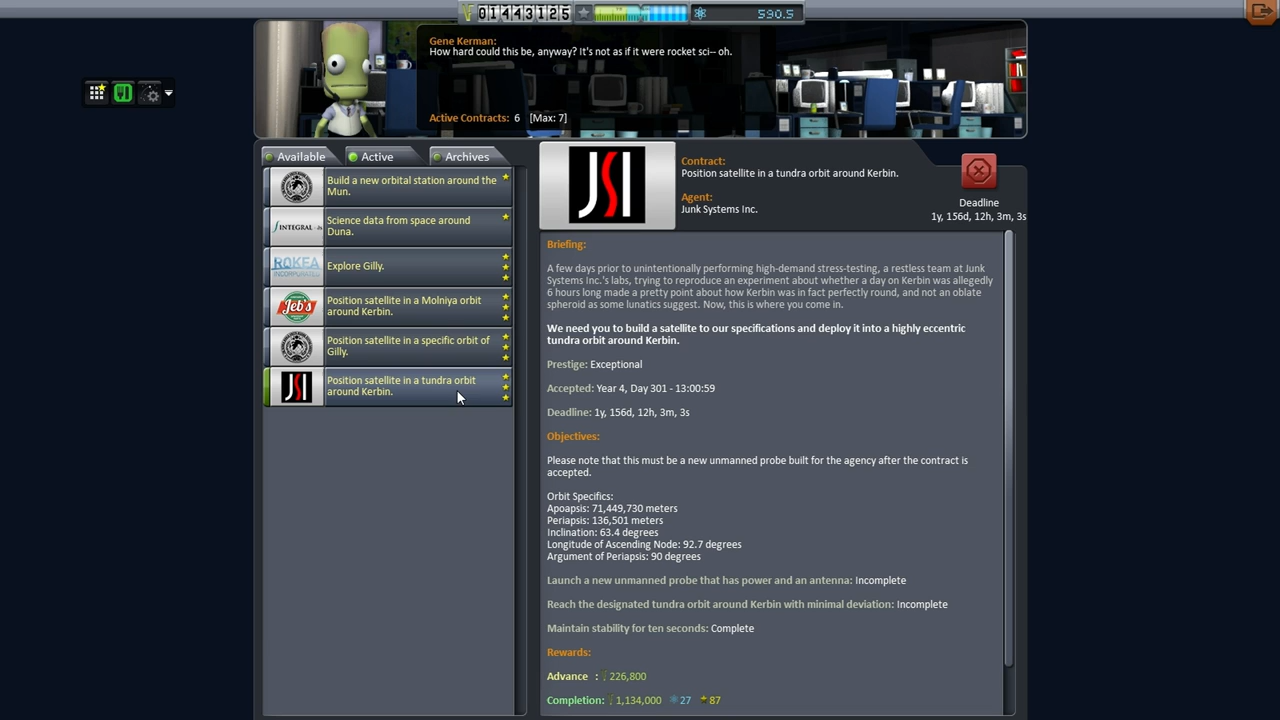 01443125
590.5
Gene Kerman:
How hard could this be, anyway? It's not as if it were rocket sci-- oh.
Active Contracts: 6 [Max: 7]
Available
Active
Archives
Build a new orbital station around the
Mun.
INTEGRAL
Science data from space around
Duna.
ROKEA
INCORPORATED
Explore Gilly.
Jeb's
Position satellite in a Molniya orbit
around Kerbin.
Position satellite in a specific orbit of
Gilly.
JSI
Position satellite in a tundra orbit
around Kerbin.
JSI
Contract:
Position satellite in a tundra orbit around Kerbin.
Agent:
Junk Systems Inc.
Deadline
1y, 156d, 12h, 3m, 3s
Briefing:
A few days prior to unintentionally performing high-demand stress-testing, a restless team at Junk
Systems Inc.'s labs, trying to reproduce an experiment about whether a day on Kerbin was allegedly
6 hours long made a pretty point about how Kerbin was in fact perfectly round, and not an oblate
spheroid as some lunatics suggest. Now, this is where you come in.
We need you to build a satellite to our specifications and deploy it into a highly eccentric
tundra orbit around Kerbin.
Prestige: Exceptional
Accepted: Year 4, Day 301 - 13:00:59
Deadline: 1y, 156d, 12h, 3m, 3s
Objectives:
Please note that this must be a new unmanned probe built for the agency after the contract is
accepted.
Orbit Specifics:
Apoapsis: 71,449,730 meters
Periapsis: 136,501 meters
Inclination: 63.4 degrees
Longitude of Ascending Node: 92.7 degrees
Argument of Periapsis: 90 degrees
Launch a new unmanned probe that has power and an antenna: Incomplete
Reach the designated tundra orbit around Kerbin with minimal deviation: Incomplete
Maintain stability for ten seconds: Complete
Rewards:
Advance : 226,800
Completion: 1,134,000 27 87